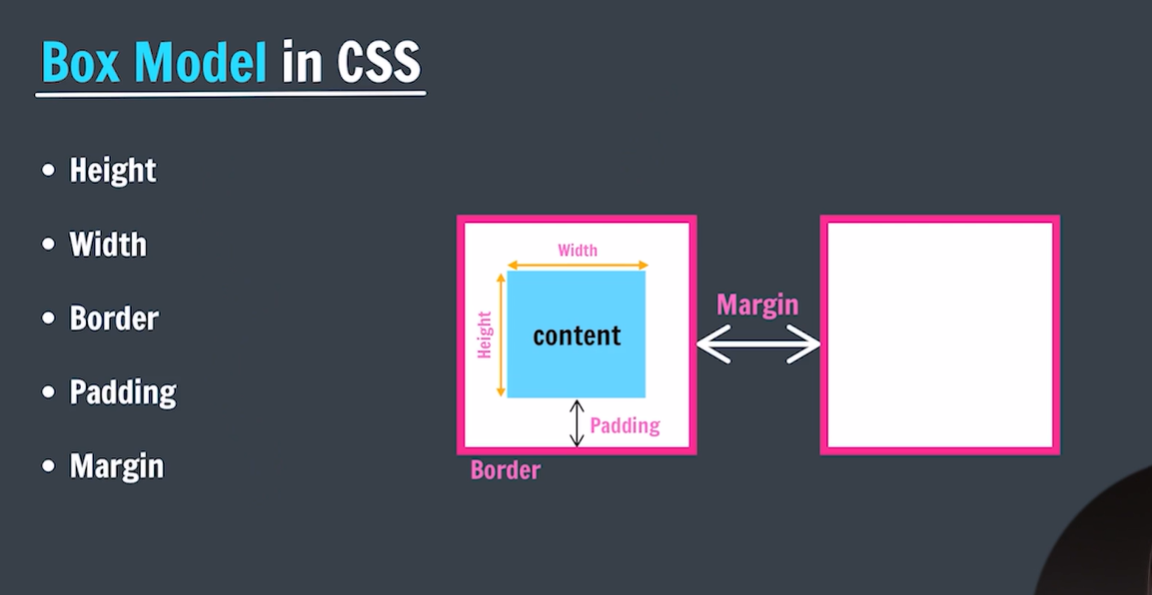 Box Model in CSS
• Height
• Width
• Border
• Padding
• Margin
Width
Height
content
Padding
Border
Margin